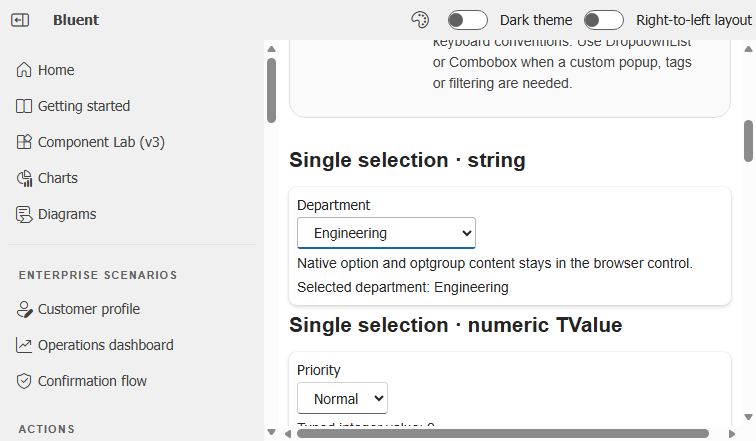 Bluent
Dark theme
Right-to-left layout
Home
Getting started
Component Lab (v3)
Charts
Diagrams
ENTERPRISE SCENARIOS
Customer profile
Operations dashboard
Confirmation flow
ACTIONS
keyboard conventions. Use DropdownList
or Combobox when a custom popup, tags
or filtering are needed.
Single selection · string
Department
Engineering
Native option and optgroup content stays in the browser control.
Selected department: Engineering
Single selection · numeric TValue
Priority
Normal